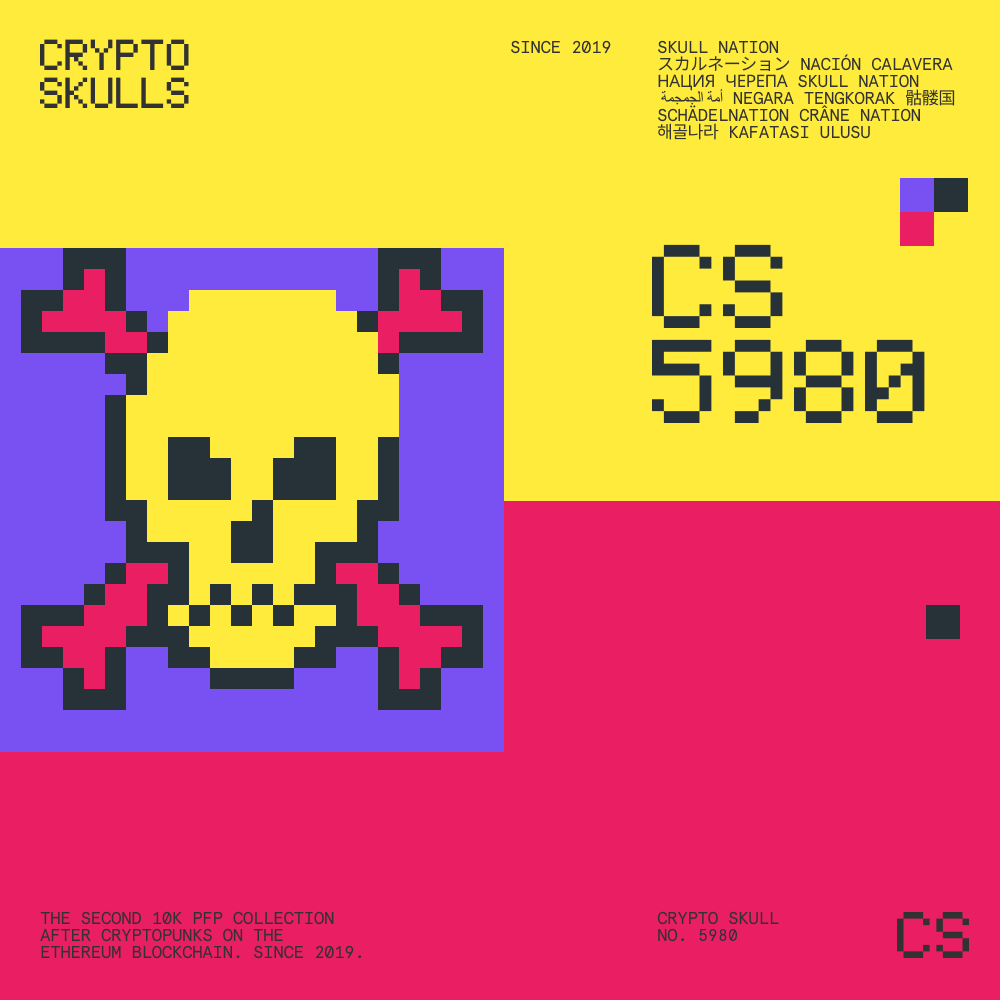 CRYPTO
SKULLS
SINCE 2019
SKULL NATION
スカルネーション NACIÓN CALAVERA
НАЦИЯ ЧЕРЕПА SKULL NATION
أمة الجمجمة NEGARA TENGKORAK 骷髅国
SCHÄDELNATION CRÂNE NATION
해골나라 KAFATASI ULUSU
CS
5980
THE SECOND 10K PFP COLLECTION
AFTER CRYPTOPUNKS ON THE
ETHEREUM BLOCKCHAIN. SINCE 2019.
CRYPTO SKULL
NO. 5980
CS